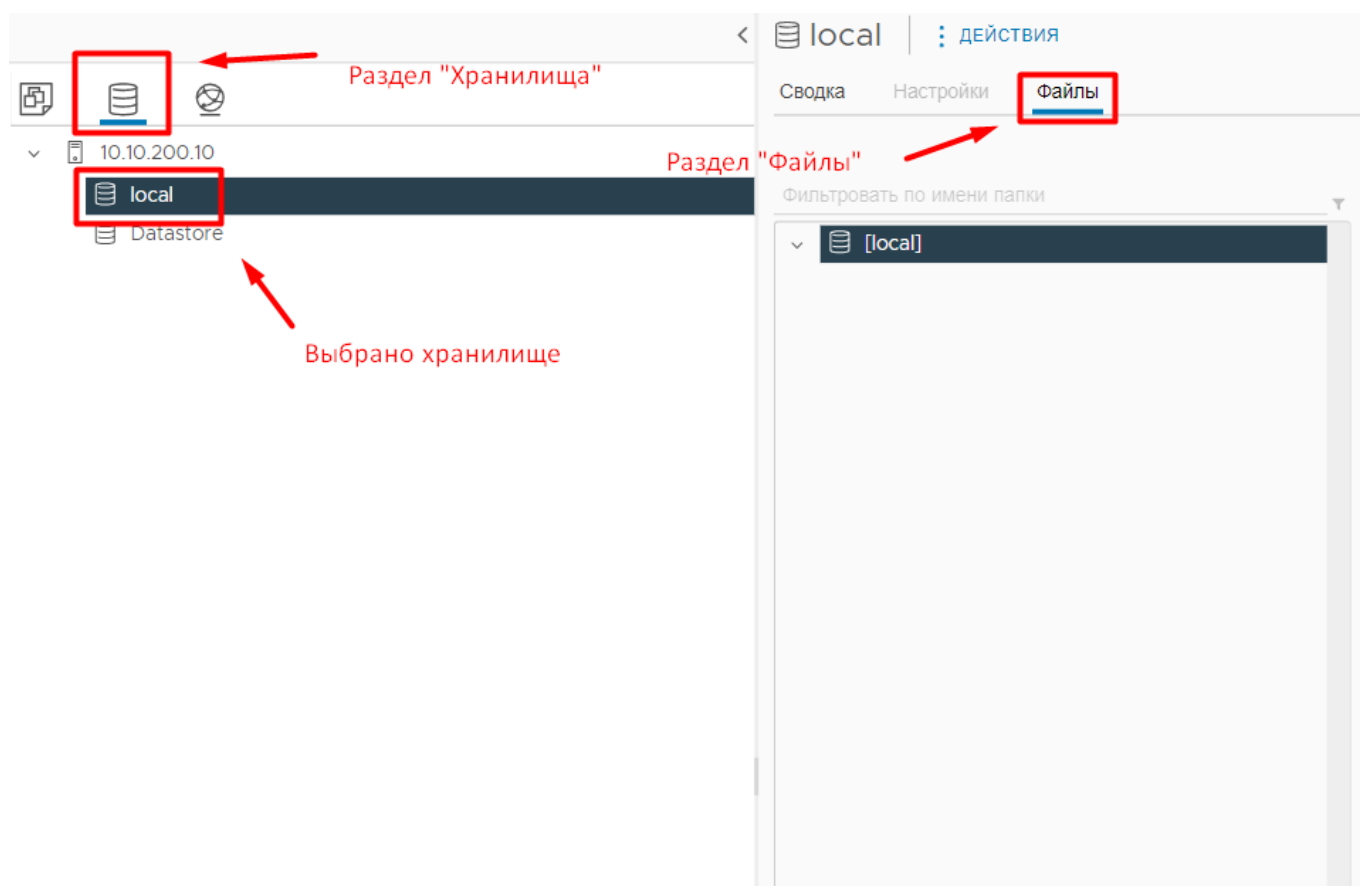 local
ДЕЙСТВИЯ
Раздел "Хранилища"
Сводка Настройки Файлы
10.10.200.10
Раздел "Файлы"
local
Фильтровать по имени папки
Datastore
[local]
Выбрано хранилище